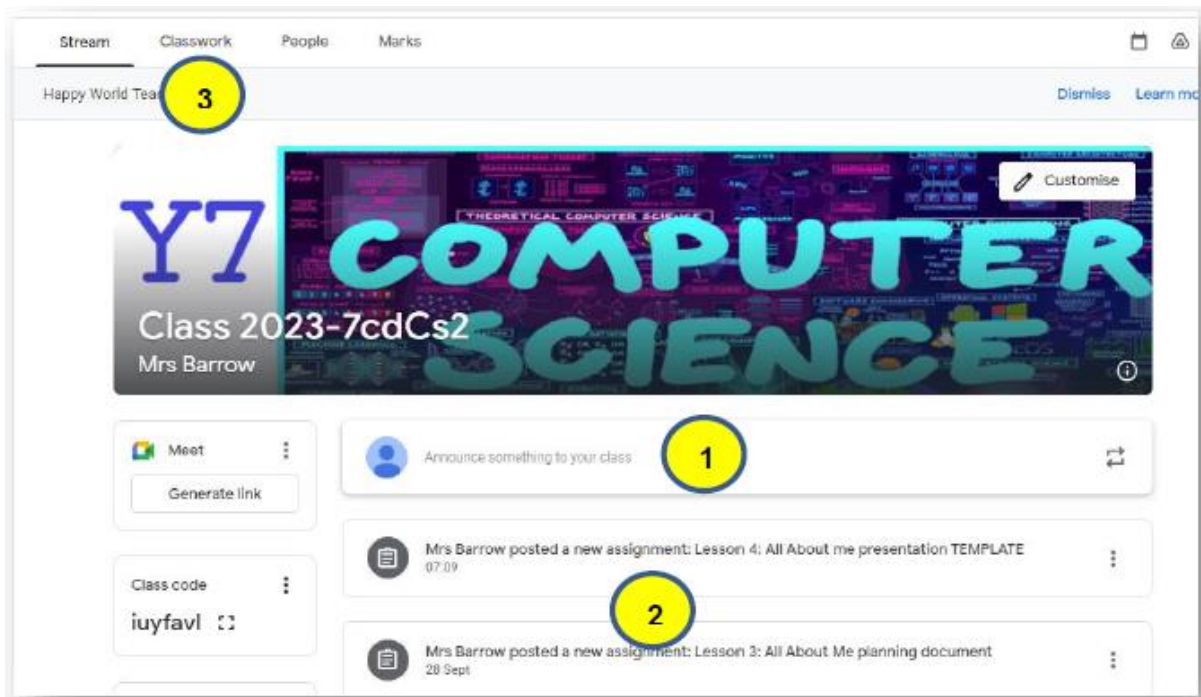 Stream Classwork People Marks
Happy World Tea
3
Dismiss Learn mo
Customise
Y7 COMPUTER
SCIENCE
THEORETICAL COMPUTER SCIENCE
Class 2023-7cdCs2
Mrs Barrow
Meet
Generate link
Announce something to your class
1
Mrs Barrow posted a new assignment: Lesson 4: All About me presentation TEMPLATE
07:09
Class code
iuyfavl
2
Mrs Barrow posted a new assignment: Lesson 3: All About Me planning document
28 Sept